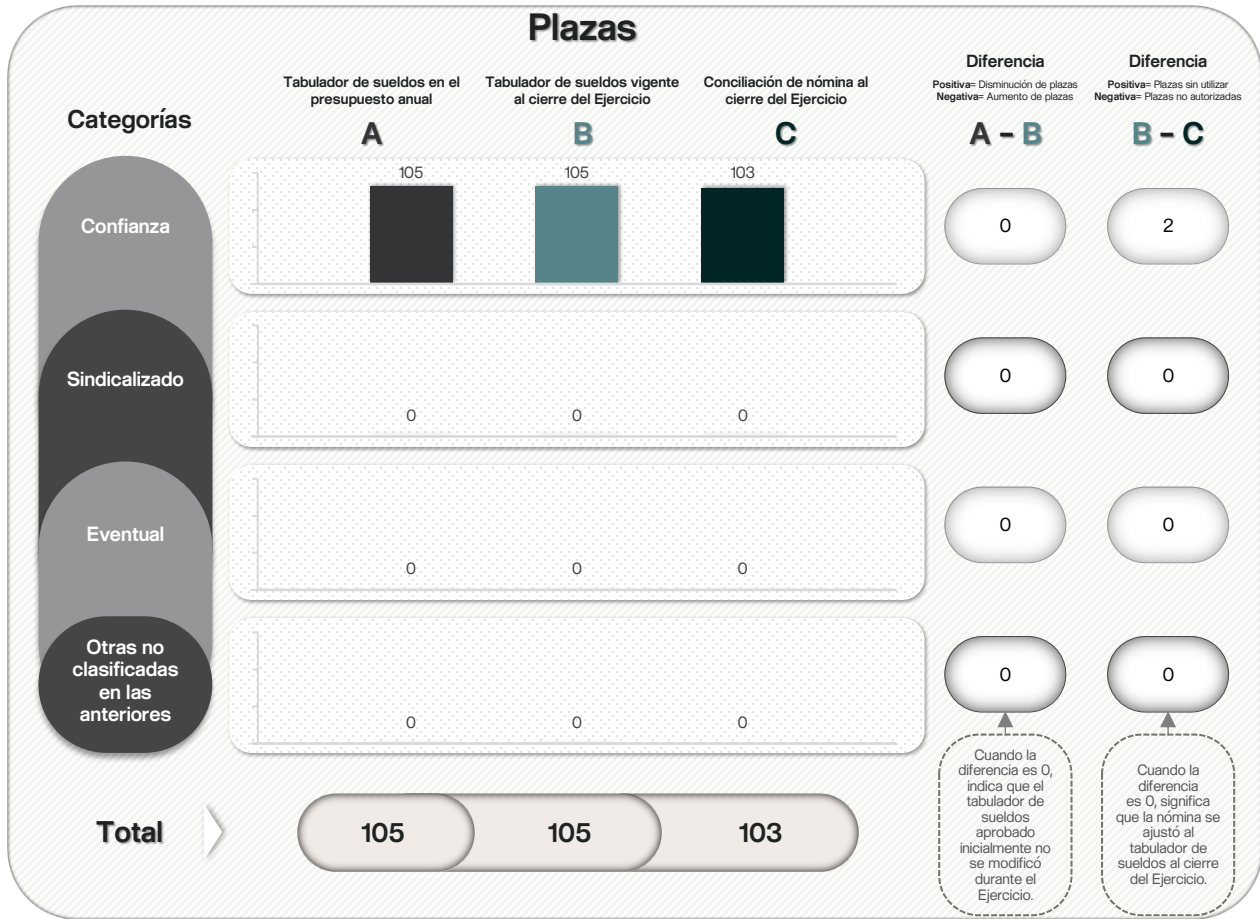 Plazas
Categorías
Tabulador de sueldos en el
presupuesto anual
A
Tabulador de sueldos vigente
al cierre del Ejercicio
B
Conciliación de nómina al
cierre del Ejercicio
C
Diferencia
Positiva= Disminución de plazas
Negativa= Aumento de plazas
A – B
Diferencia
Positiva= Plazas sin utilizar
Negativa= Plazas no autorizadas
B – C
Confianza
105
105
103
0
2
Sindicalizado
0
0
0
0
0
Eventual
0
0
0
0
0
Otras no
clasificadas
en las
anteriores
0
0
0
0
0
Total
105
105
103
Cuando la
diferencia es 0,
indica que el
tabulador de
sueldos
aprobado
inicialmente no
se modificó
durante el
Ejercicio.
Cuando la
diferencia
es 0, significa
que la nómina se
ajustó al
tabulador de
sueldos al cierre
del Ejercicio.